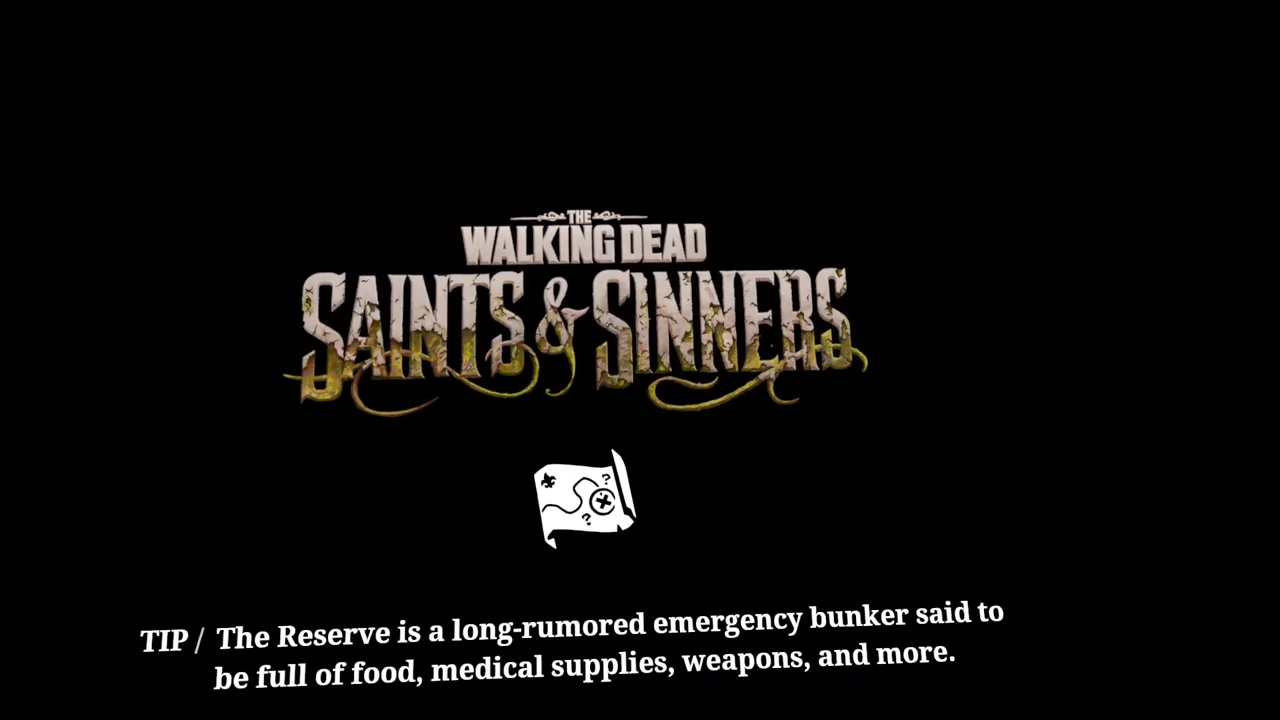 THE
WALKING DEAD
SAINTS & SINNERS
? 
?
TIP / The Reserve is a long-rumored emergency bunker said to
be full of food, medical supplies, weapons, and more.